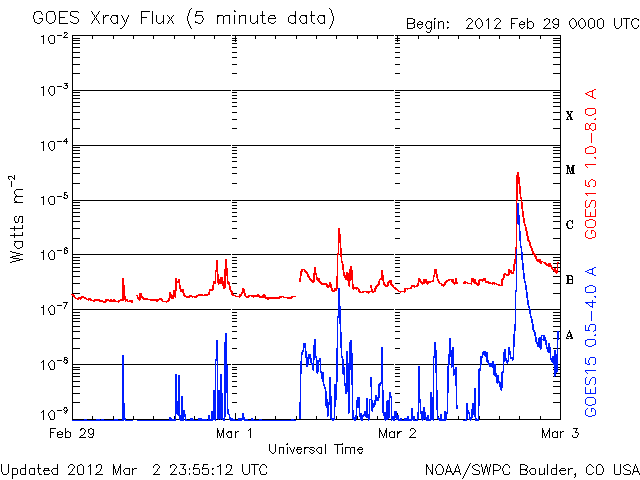 GOES Xray Flux (5 minute data)
Begin: 2012 Feb 29 0000 UTC
10⁻²
10⁻³
10⁻⁴
10⁻⁵
10⁻⁶
10⁻⁷
10⁻⁸
10⁻⁹
Watts m⁻²
X
M
C
B
A
GOES15 1.0-8.0 A
GOES15 0.5-4.0 A
Feb 29
Mar 1
Mar 2
Mar 3
Universal Time
Updated 2012 Mar 2 23:55:12 UTC
NOAA/SWPC Boulder, CO USA